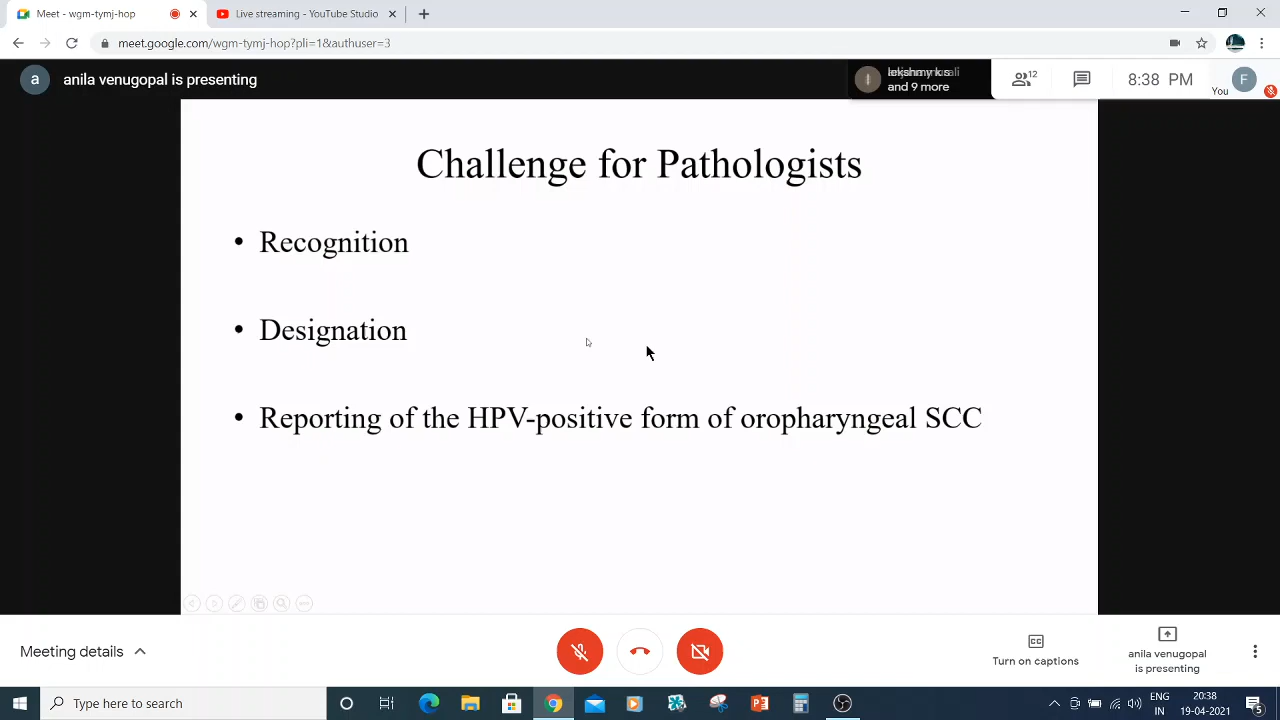 Meet - wgm-tymj-hop
Live streaming - YouTube Studio
meet.google.com/wgm-tymj-hop?pli=1&authuser=3
a
anila venugopal is presenting
and 9 more
12
8:38 PM
You
F
Challenge for Pathologists
• Recognition
• Designation
• Reporting of the HPV-positive form of oropharyngeal SCC
Meeting details
Turn on captions
anila venugopal
is presenting
Type here to search
ENG
IN
20:38
19-04-2021